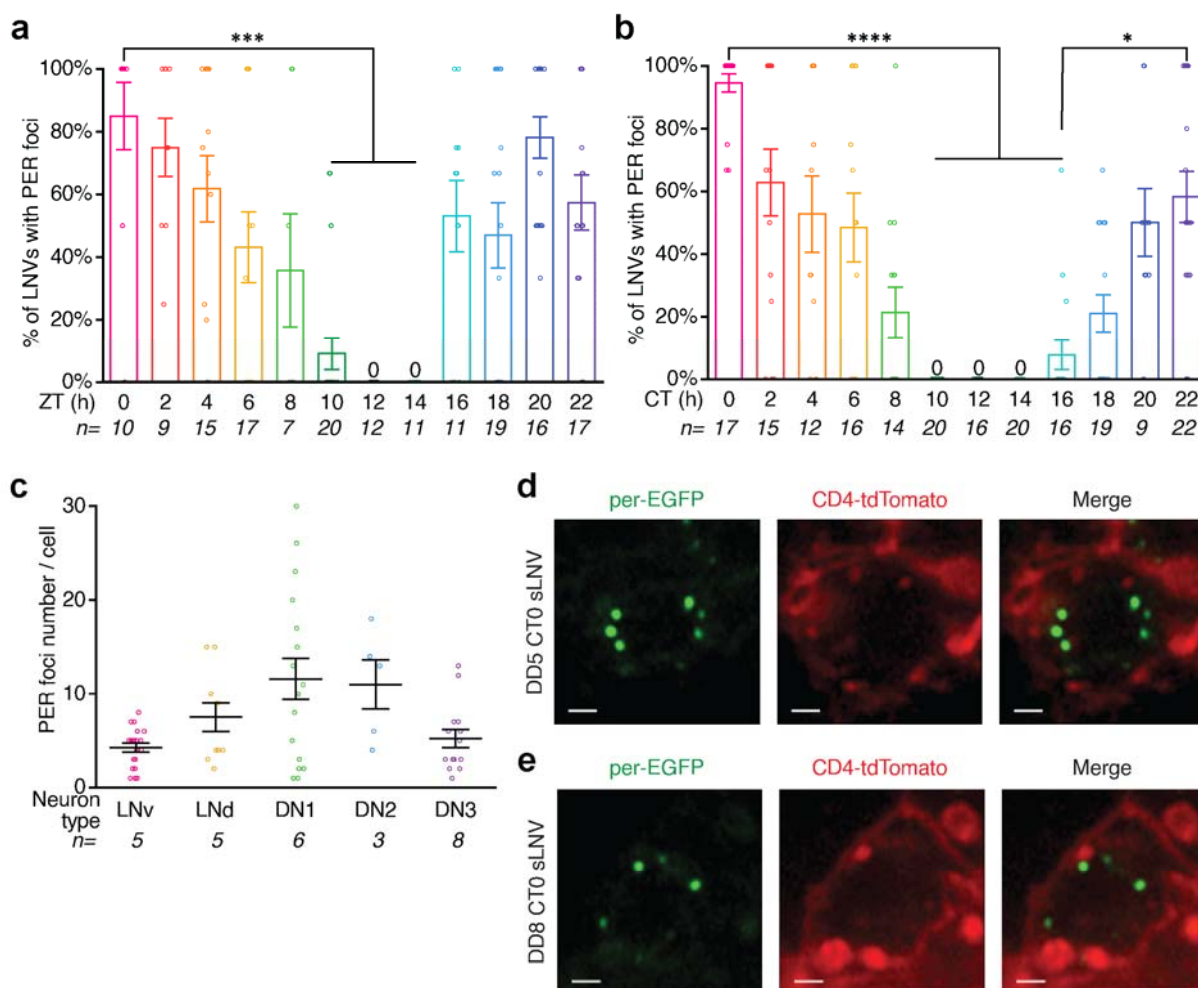 a
***
% of LNVs with PER foci
100%
80%
60%
40%
20%
0%
0 0
ZT (h) 0 2 4 6 8 10 12 14 16 18 20 22
n= 10 9 15 17 7 20 12 11 11 19 16 17
b
**** *
% of LNVs with PER foci
100%
80%
60%
40%
20%
0%
0 0 0
CT (h) 0 2 4 6 8 10 12 14 16 18 20 22
n= 17 15 12 16 14 20 16 20 16 19 9 22
c
PER foci number / cell
30
20
10
0
Neuron type LNv LNd DN1 DN2 DN3
n= 5 5 6 3 8
d
per-EGFP CD4-tdTomato Merge
DD5 CT0 sLNV
e
per-EGFP CD4-tdTomato Merge
DD8 CT0 sLNV